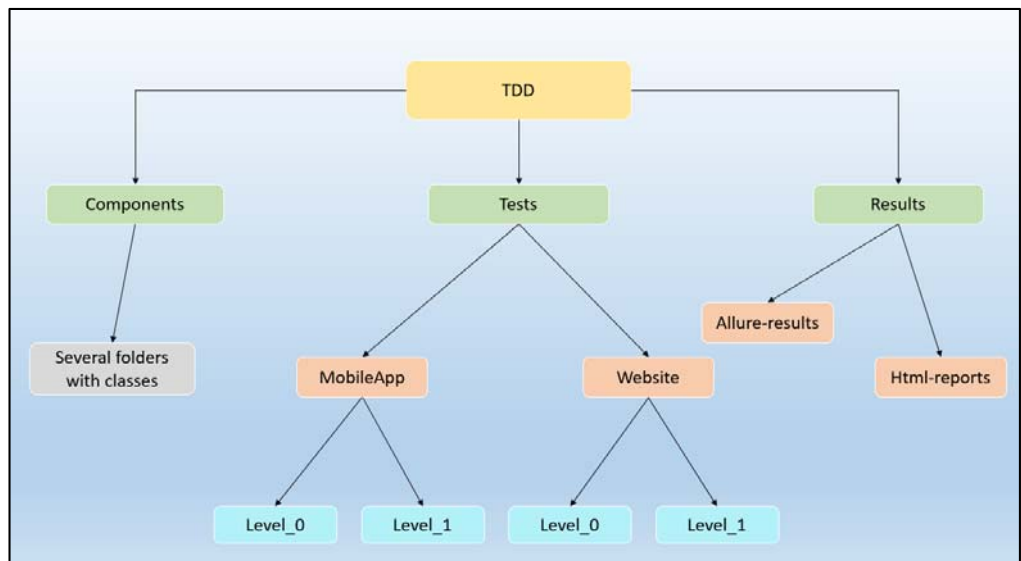 TDD
Components
Tests
Results
Allure-results
Several folders
with classes
MobileApp
Website
Html-reports
Level_0
Level_1
Level_0
Level_1